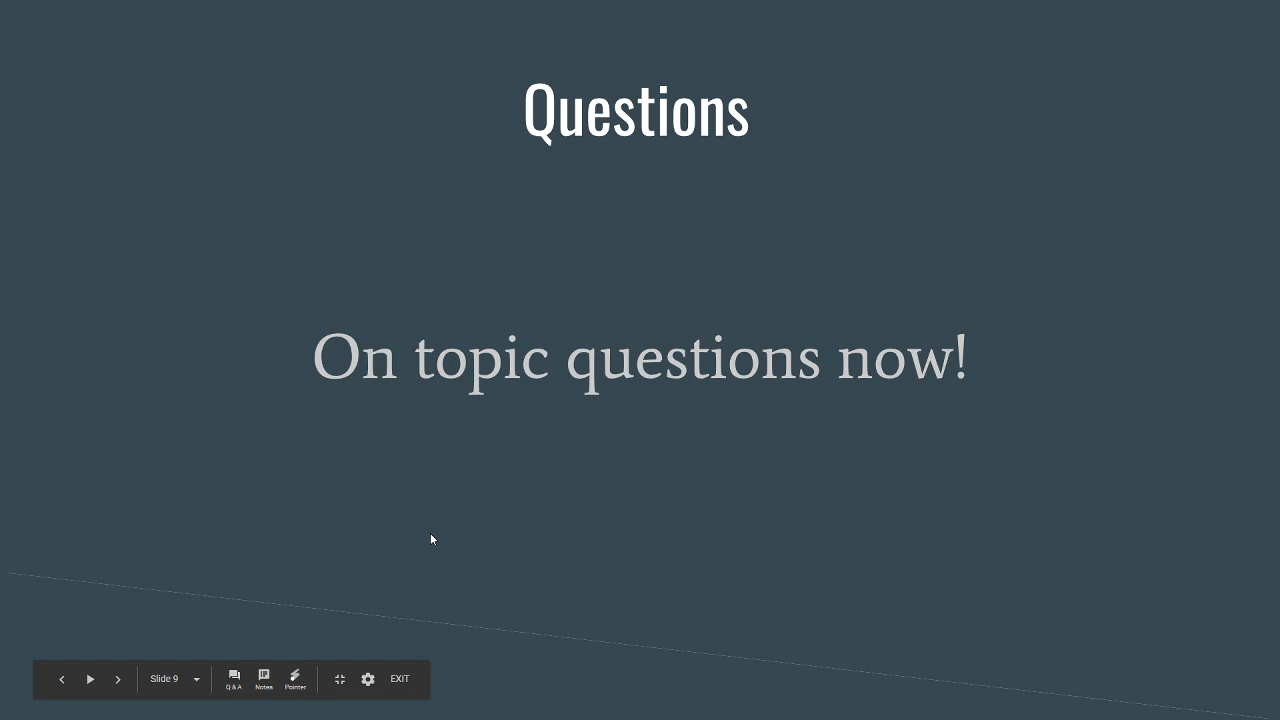 Questions
On topic questions now!
Slide 9
Q & A
Notes
Pointer
EXIT